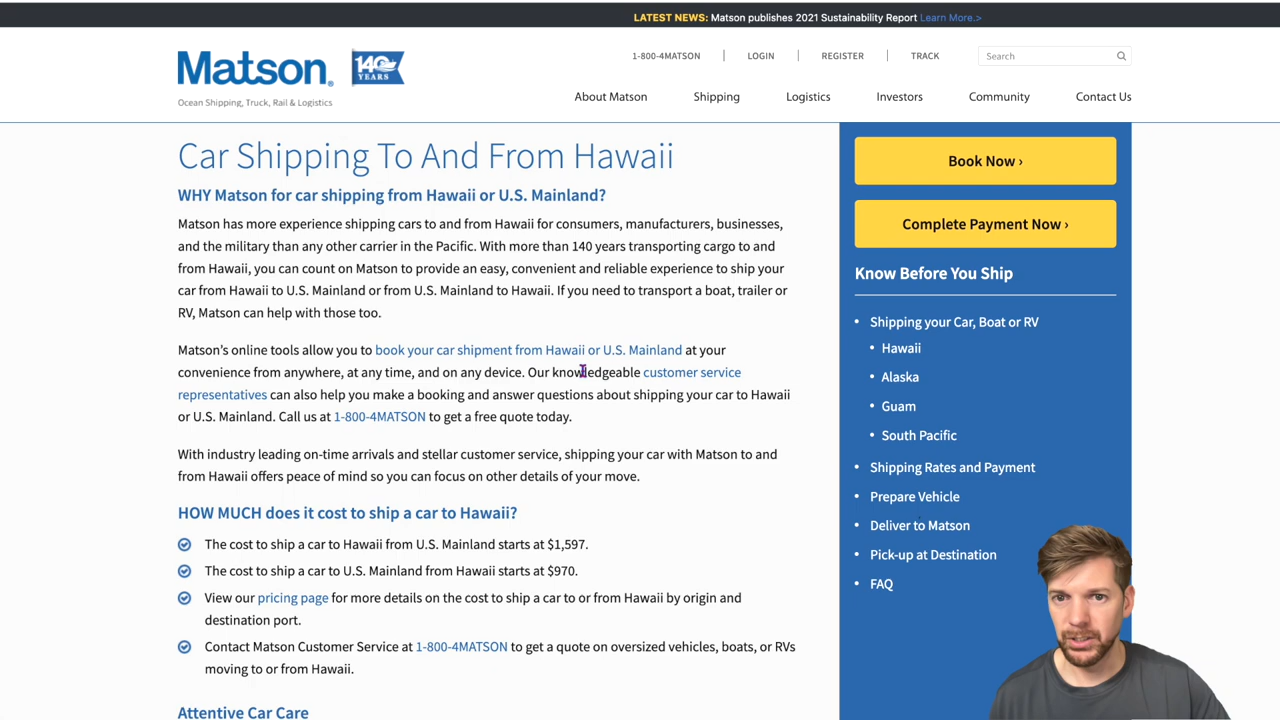 LATEST NEWS: Matson publishes 2021 Sustainability Report Learn More.>
Matson® 140 YEARS
Ocean Shipping, Truck, Rail & Logistics
1-800-4MATSON | LOGIN | REGISTER | TRACK
Search
About Matson Shipping Logistics Investors Community Contact Us
Car Shipping To And From Hawaii
WHY Matson for car shipping from Hawaii or U.S. Mainland?
Matson has more experience shipping cars to and from Hawaii for consumers, manufacturers, businesses,
and the military than any other carrier in the Pacific. With more than 140 years transporting cargo to and
from Hawaii, you can count on Matson to provide an easy, convenient and reliable experience to ship your
car from Hawaii to U.S. Mainland or from U.S. Mainland to Hawaii. If you need to transport a boat, trailer or
RV, Matson can help with those too.
Matson's online tools allow you to book your car shipment from Hawaii or U.S. Mainland at your
convenience from anywhere, at any time, and on any device. Our knowledgeable customer service
representatives can also help you make a booking and answer questions about shipping your car to Hawaii
or U.S. Mainland. Call us at 1-800-4MATSON to get a free quote today.
With industry leading on-time arrivals and stellar customer service, shipping your car with Matson to and
from Hawaii offers peace of mind so you can focus on other details of your move.
HOW MUCH does it cost to ship a car to Hawaii?
The cost to ship a car to Hawaii from U.S. Mainland starts at $1,597.
The cost to ship a car to U.S. Mainland from Hawaii starts at $970.
View our pricing page for more details on the cost to ship a car to or from Hawaii by origin and
destination port.
Contact Matson Customer Service at 1-800-4MATSON to get a quote on oversized vehicles, boats, or RVs
moving to or from Hawaii.
Attentive Car Care
Book Now ›
Complete Payment Now ›
Know Before You Ship
• Shipping your Car, Boat or RV
• Hawaii
• Alaska
• Guam
• South Pacific
• Shipping Rates and Payment
• Prepare Vehicle
• Deliver to Matson
• Pick-up at Destination
• FAQ